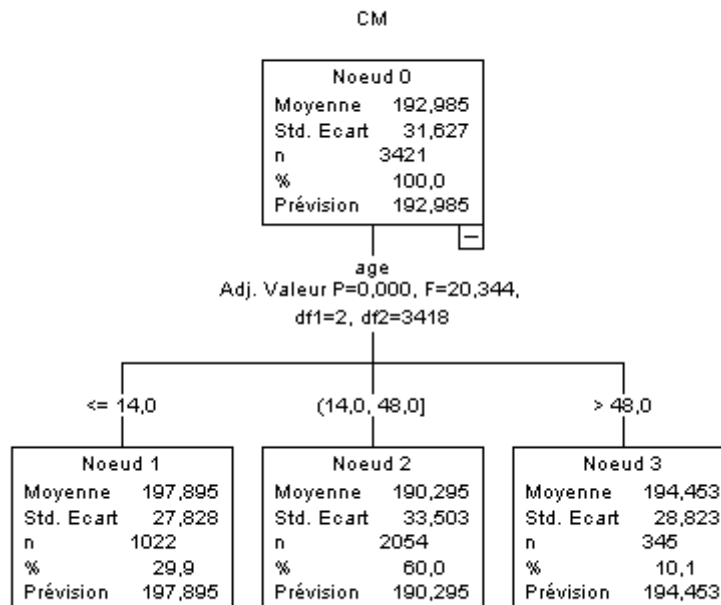 CM
Noeud 0
Moyenne 192,985
Std. Ecart 31,627
n 3421
% 100,0
Prévision 192,985
age
Adj. Valeur P=0,000, F=20,344,
df1=2, df2=3418
<= 14,0
(14,0, 48,0]
> 48,0
Noeud 1
Moyenne 197,895
Std. Ecart 27,828
n 1022
% 29,9
Prévision 197,895
Noeud 2
Moyenne 190,295
Std. Ecart 33,503
n 2054
% 60,0
Prévision 190,295
Noeud 3
Moyenne 194,453
Std. Ecart 28,823
n 345
% 10,1
Prévision 194,453